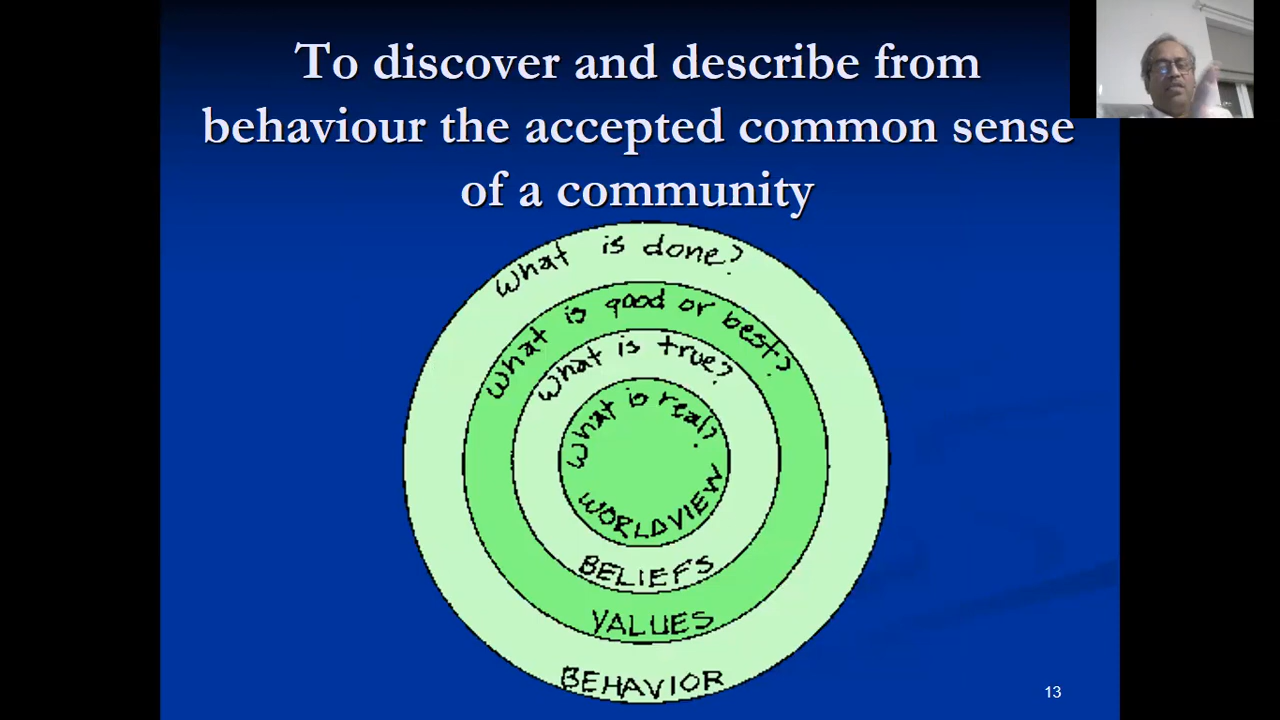 To discover and describe from
behaviour the accepted common sense
of a community
What is done?
What is good or best?
What is true?
What is real?
WORLDVIEW
BELIEFS
VALUES
BEHAVIOR
13